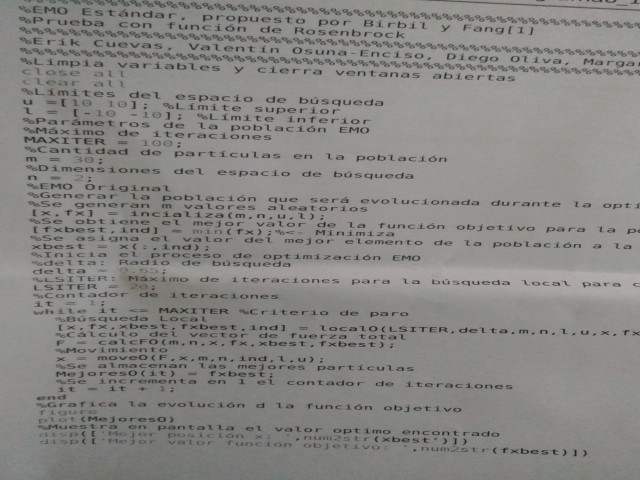 %%%%%%%%%%%%%%%%%%%%%%%%%%%%%%%%%%%%%%%%
%EMO Estándar, propuesto por Birbil y Fang[1]
%Prueba con función de Rosenbrock
%%%%%%%%%%%%%%%%%%%%%%%%%%%%%%%%%%%%%%%%
%Erik Cuevas, Valentín Osuna-Enciso, Diego Oliva, Margar
%%%%%%%%%%%%%%%%%%%%%%%%%%%%%%%%%%%%%%%%
%Limpia variables y cierra ventanas abiertas
close all
clear all
%Límites del espacio de búsqueda
u =[10 10]; %Límite superior
l = [-10 -10]; %Límite inferior
%Parámetros de la población EMO
%Máximo de iteraciones
MAXITER = 100;
%Cantidad de partículas en la población
m = 30;
%Dimensiones del espacio de búsqueda
n = 2;
%EMO Original
%Generar la población que será evolucionada durante la opti
%Se generan m valores aleatorios
[x,fx] = incializa(m,n,u,l);
%Se obtiene el mejor valor de la función objetivo para la po
[fxbest,ind] = min(fx);%<- Minimiza
%Se asigna el valor del mejor elemento de la población a la
xbest = x(:,ind);
%Inicia el proceso de optimización EMO
%delta: Radio de búsqueda
delta = 0.65;
%LSITER: Máximo de iteraciones para la búsqueda local para c
LSITER = 20;
%Contador de iteraciones
it = 1;
while it <= MAXITER %Criterio de paro
%Búsqueda Local
[x,fx,xbest,fxbest,ind] = localO(LSITER,delta,m,n,l,u,x,fx
%Cálculo del vector de fuerza total
F = calcFO(m,n,x,fx,xbest,fxbest);
%Movimiento
x = moveO(F,x,m,n,ind,l,u);
%Se almacenan las mejores partículas
MejoresO(it) = fxbest;
%Se incrementa en 1 el contador de iteraciones
it = it + 1;
end
%Grafica la evolución d la función objetivo
figure
plot(MejoresO)
%Muestra en pantalla el valor optimo encontrado
disp(['Mejor posición x: ',num2str(xbest')])
disp(['Mejor valor función objetivo: ',num2str(fxbest)])